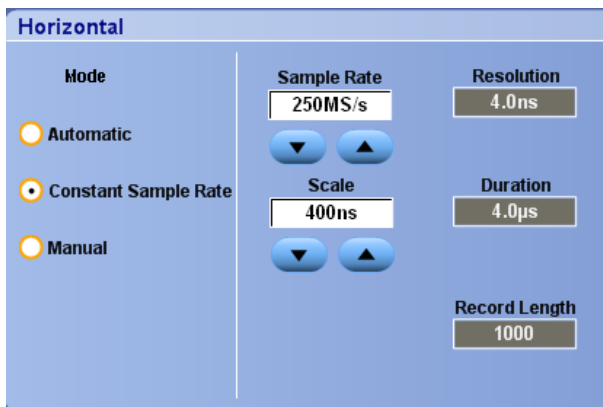 Horizontal
Mode
Automatic
Constant Sample Rate
Manual
Sample Rate
250MS/s
Scale
400ns
Resolution
4.0ns
Duration
4.0µs
Record Length
1000